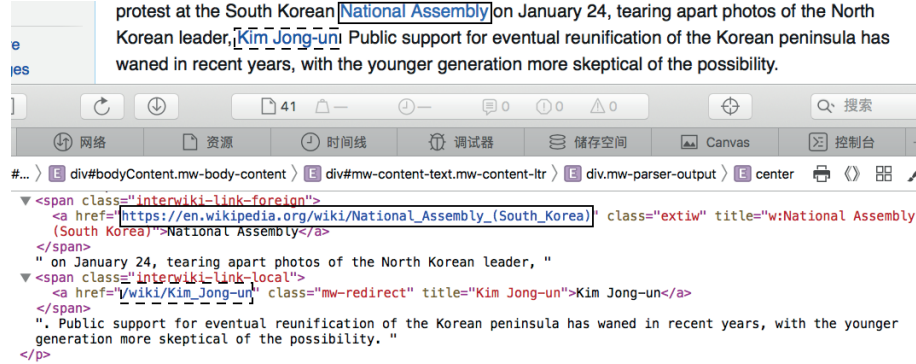 protest at the South Korean National Assembly on January 24, tearing apart photos of the North
Korean leader, Kim Jong-un. Public support for eventual reunification of the Korean peninsula has
waned in recent years, with the younger generation more skeptical of the possibility.
41 — — 0 0 0 搜索
网络 资源 时间线 调试器 储存空间 Canvas 控制台
#... 〉 E div#bodyContent.mw-body-content 〉 E div#mw-content-text.mw-content-ltr 〉 E div.mw-parser-output 〉 E center
▼ <span class="interwiki-link-foreign">
<a href="https://en.wikipedia.org/wiki/National_Assembly_(South_Korea)" class="extiw" title="w:National Assembly
(South Korea)">National Assembly</a>
</span>
" on January 24, tearing apart photos of the North Korean leader, "
▼ <span class="interwiki-link-local">
<a href="/wiki/Kim_Jong-un" class="mw-redirect" title="Kim Jong-un">Kim Jong-un</a>
</span>
". Public support for eventual reunification of the Korean peninsula has waned in recent years, with the younger
generation more skeptical of the possibility. "
</p>